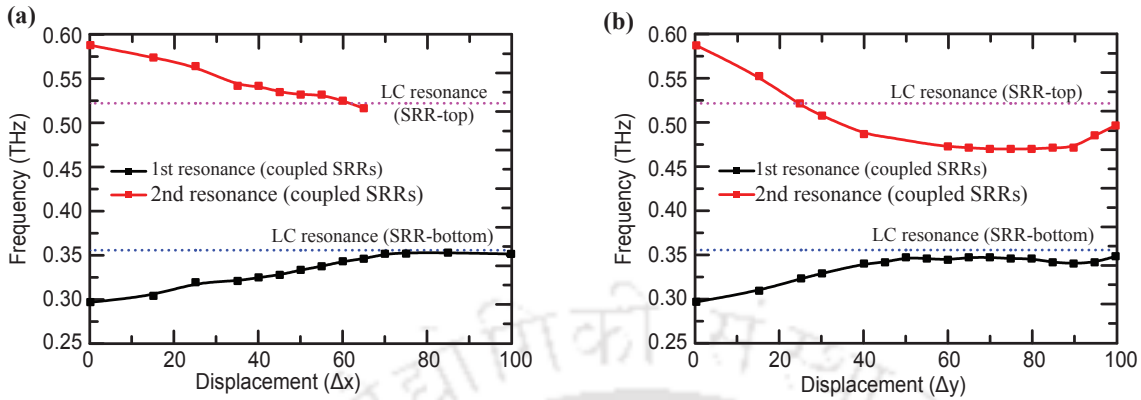 (a)
0.60
0.55
0.50
0.45
0.40
0.35
0.30
0.25
Frequency (THz)
LC resonance
(SRR-top)
1st resonance (coupled SRRs)
2nd resonance (coupled SRRs)
LC resonance (SRR-bottom)
0 20 40 60 80 100
Displacement (Δx)
(b)
0.60
0.55
0.50
0.45
0.40
0.35
0.30
0.25
Frequency (THz)
LC resonance (SRR-top)
1st resonance (coupled SRRs)
2nd resonance (coupled SRRs)
LC resonance (SRR-bottom)
0 20 40 60 80 100
Displacement (Δy)